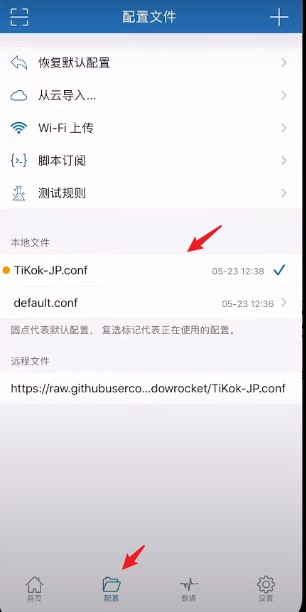 配置文件
恢复默认配置
从云导入...
Wi-Fi 上传
脚本订阅
测试规则
本地文件
TiKok-JP.conf 05-23 12:38
default.conf 05-23 12:36
圆点代表默认配置，复选标记代表正在使用的配置。
远程文件
https://raw.githubuserco...dowrocket/TiKok-JP.conf
首页 配置 数据 设置